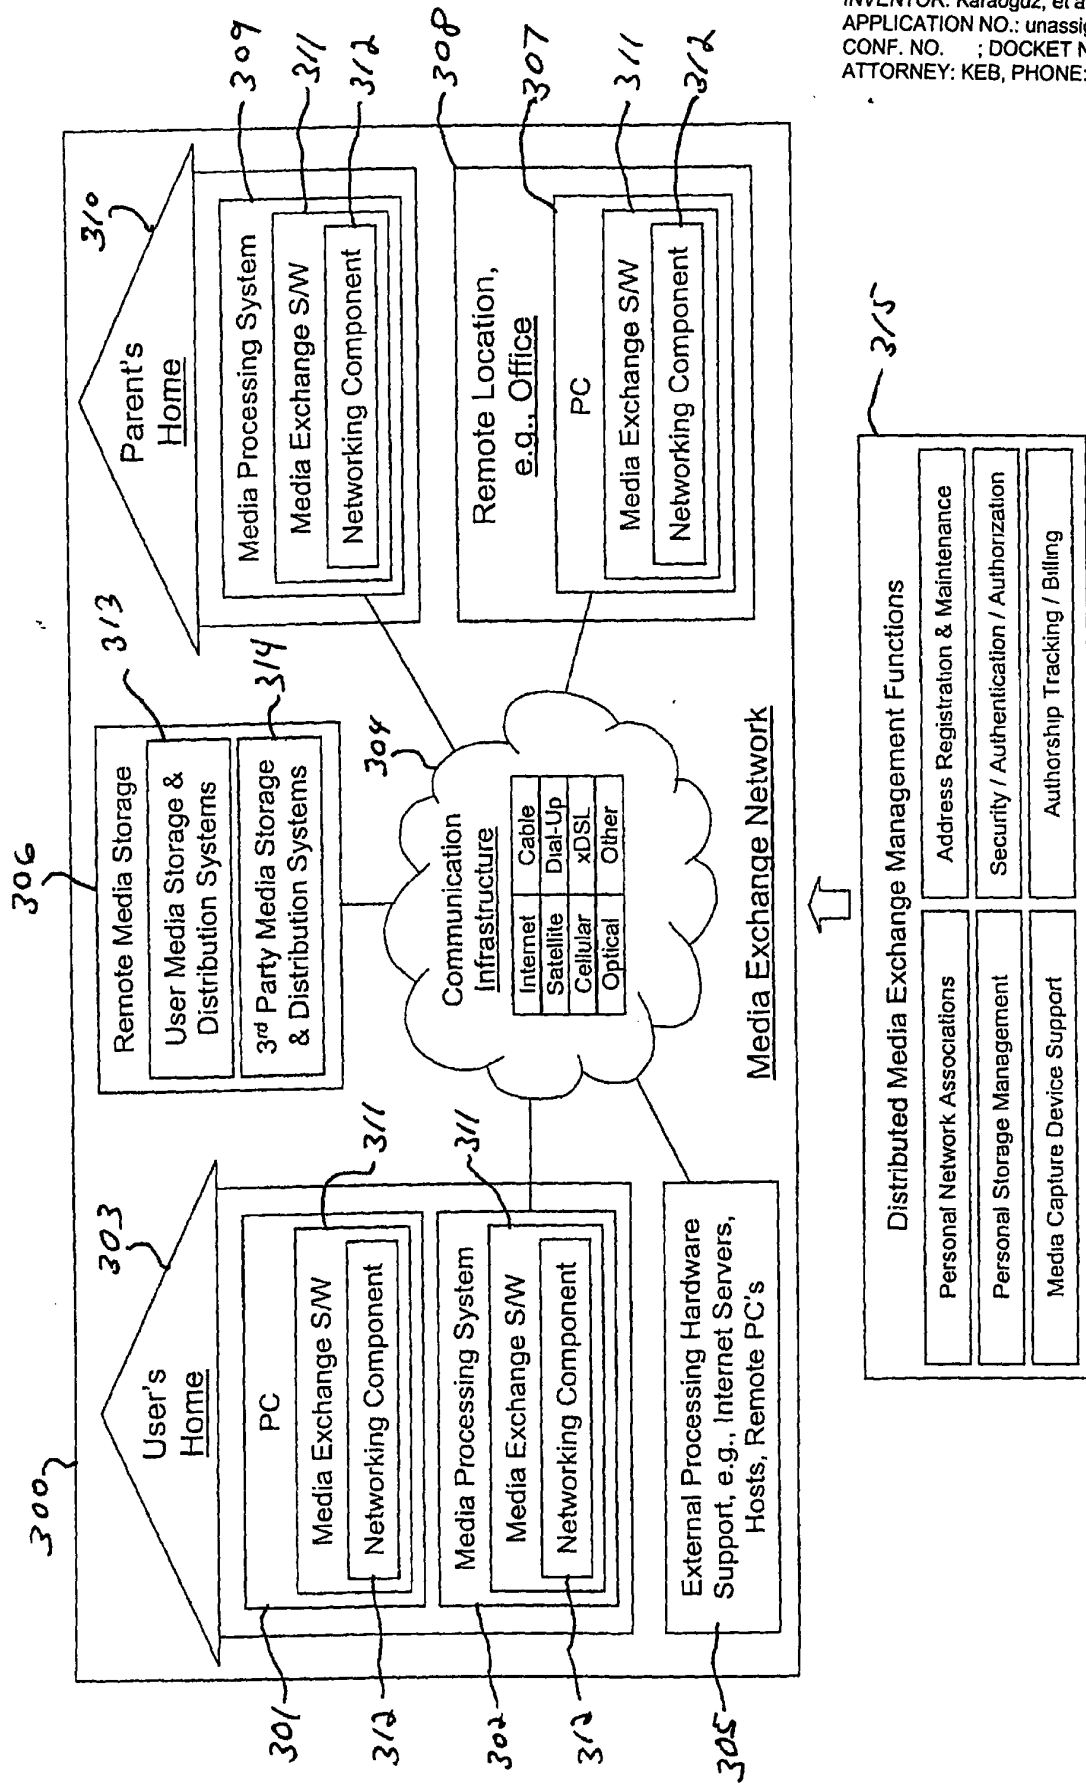 INVENTOR: Karaoguz, et a
APPLICATION NO.: unassig
CONF. NO. ; DOCKET N
ATTORNEY: KEB, PHONE:
300
User's
Home
303
PC
Media Exchange S/W
Networking Component
301
311
312
Media Processing System
Media Exchange S/W
Networking Component
302
311
312
External Processing Hardware
Support, e.g., Internet Servers,
Hosts, Remote PC's
305
306
Remote Media Storage
User Media Storage &
Distribution Systems
313
3rd Party Media Storage
& Distribution Systems
314
304
Communication
Infrastructure
Internet Cable
Satellite Dial-Up
Cellular xDSL
Optical Other
Media Exchange Network
Parent's
Home
310
Media Processing System
Media Exchange S/W
Networking Component
309
311
312
308
Remote Location,
e.g., Office
307
PC
Media Exchange S/W
Networking Component
311
312
315
Distributed Media Exchange Management Functions
Personal Network Associations
Address Registration & Maintenance
Personal Storage Management
Security / Authentication / Authorization
Media Capture Device Support
Authorship Tracking / Billing